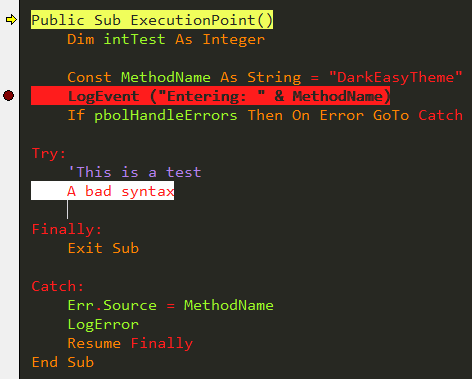 Public Sub ExecutionPoint()
Dim intTest As Integer
Const MethodName As String = "DarkEasyTheme"
LogEvent ("Entering: " & MethodName)
If pbolHandleErrors Then On Error GoTo Catch
Try:
'This is a test
A bad syntax
Finally:
Exit Sub
Catch:
Err.Source = MethodName
LogError
Resume Finally
End Sub